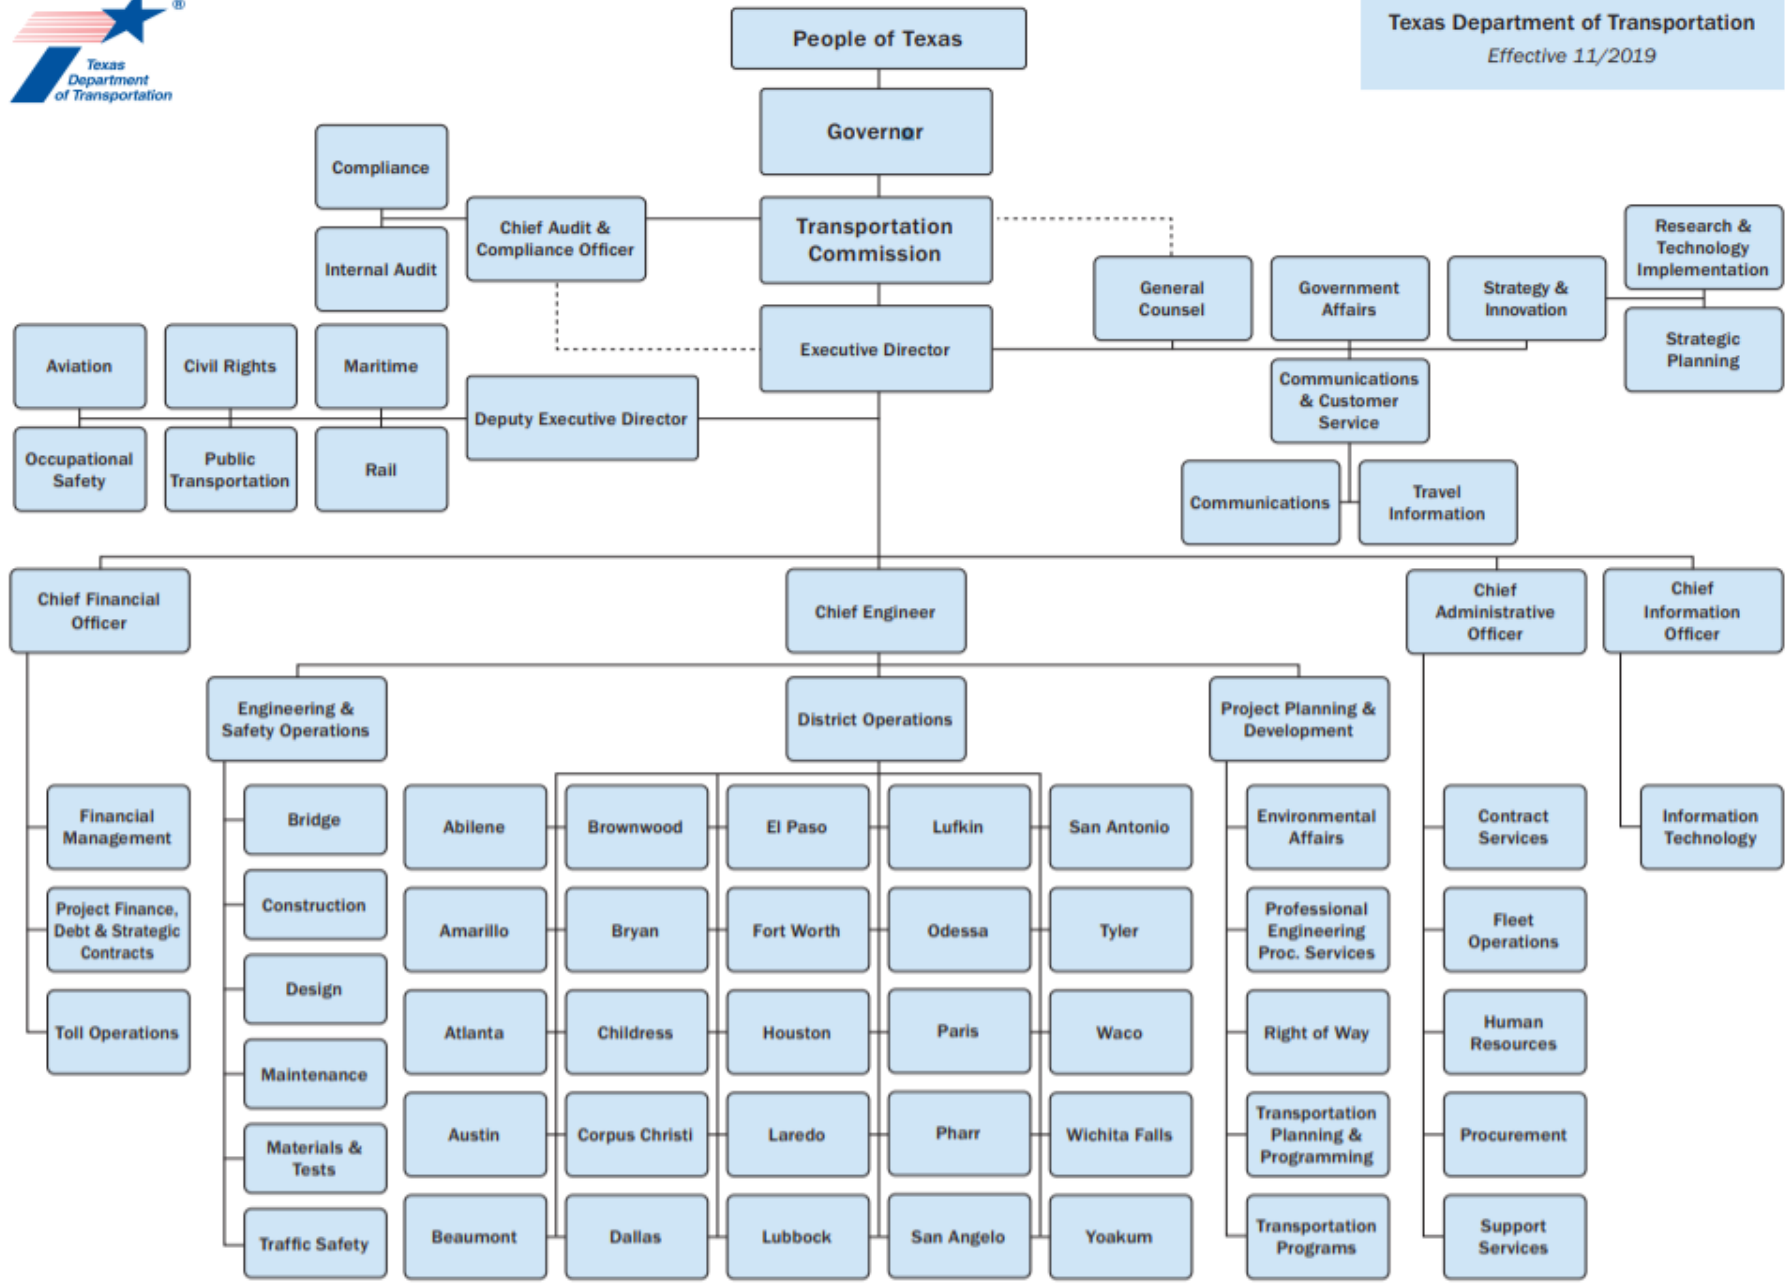 ®
Texas
Department
of Transportation
People of Texas
Texas Department of Transportation
Effective 11/2019
Governor
Compliance
Chief Audit &
Compliance Officer
Internal Audit
Transportation
Commission
General
Counsel
Government
Affairs
Strategy &
Innovation
Research &
Technology
Implementation
Strategic
Planning
Executive Director
Communications
& Customer
Service
Communications
Travel
Information
Aviation
Civil Rights
Maritime
Deputy Executive Director
Occupational
Safety
Public
Transportation
Rail
Chief Financial
Officer
Chief Engineer
Chief
Administrative
Officer
Chief
Information
Officer
Engineering &
Safety Operations
District Operations
Project Planning &
Development
Financial
Management
Project Finance,
Debt & Strategic
Contracts
Toll Operations
Bridge
Construction
Design
Maintenance
Materials &
Tests
Traffic Safety
Abilene
Amarillo
Atlanta
Austin
Beaumont
Brownwood
Bryan
Childress
Corpus Christi
Dallas
El Paso
Fort Worth
Houston
Laredo
Lubbock
Lufkin
Odessa
Paris
Pharr
San Angelo
San Antonio
Tyler
Waco
Wichita Falls
Yoakum
Environmental
Affairs
Professional
Engineering
Proc. Services
Right of Way
Transportation
Planning &
Programming
Transportation
Programs
Contract
Services
Fleet
Operations
Human
Resources
Procurement
Support
Services
Information
Technology